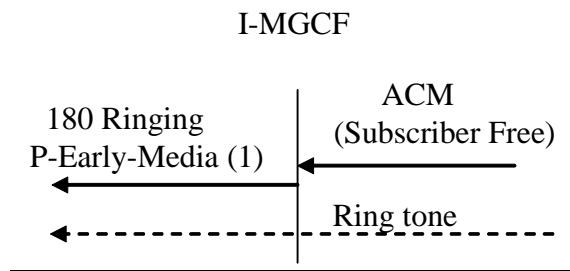 I-MGCF
ACM
(Subscriber Free)
180 Ringing
P-Early-Media (1)
Ring tone